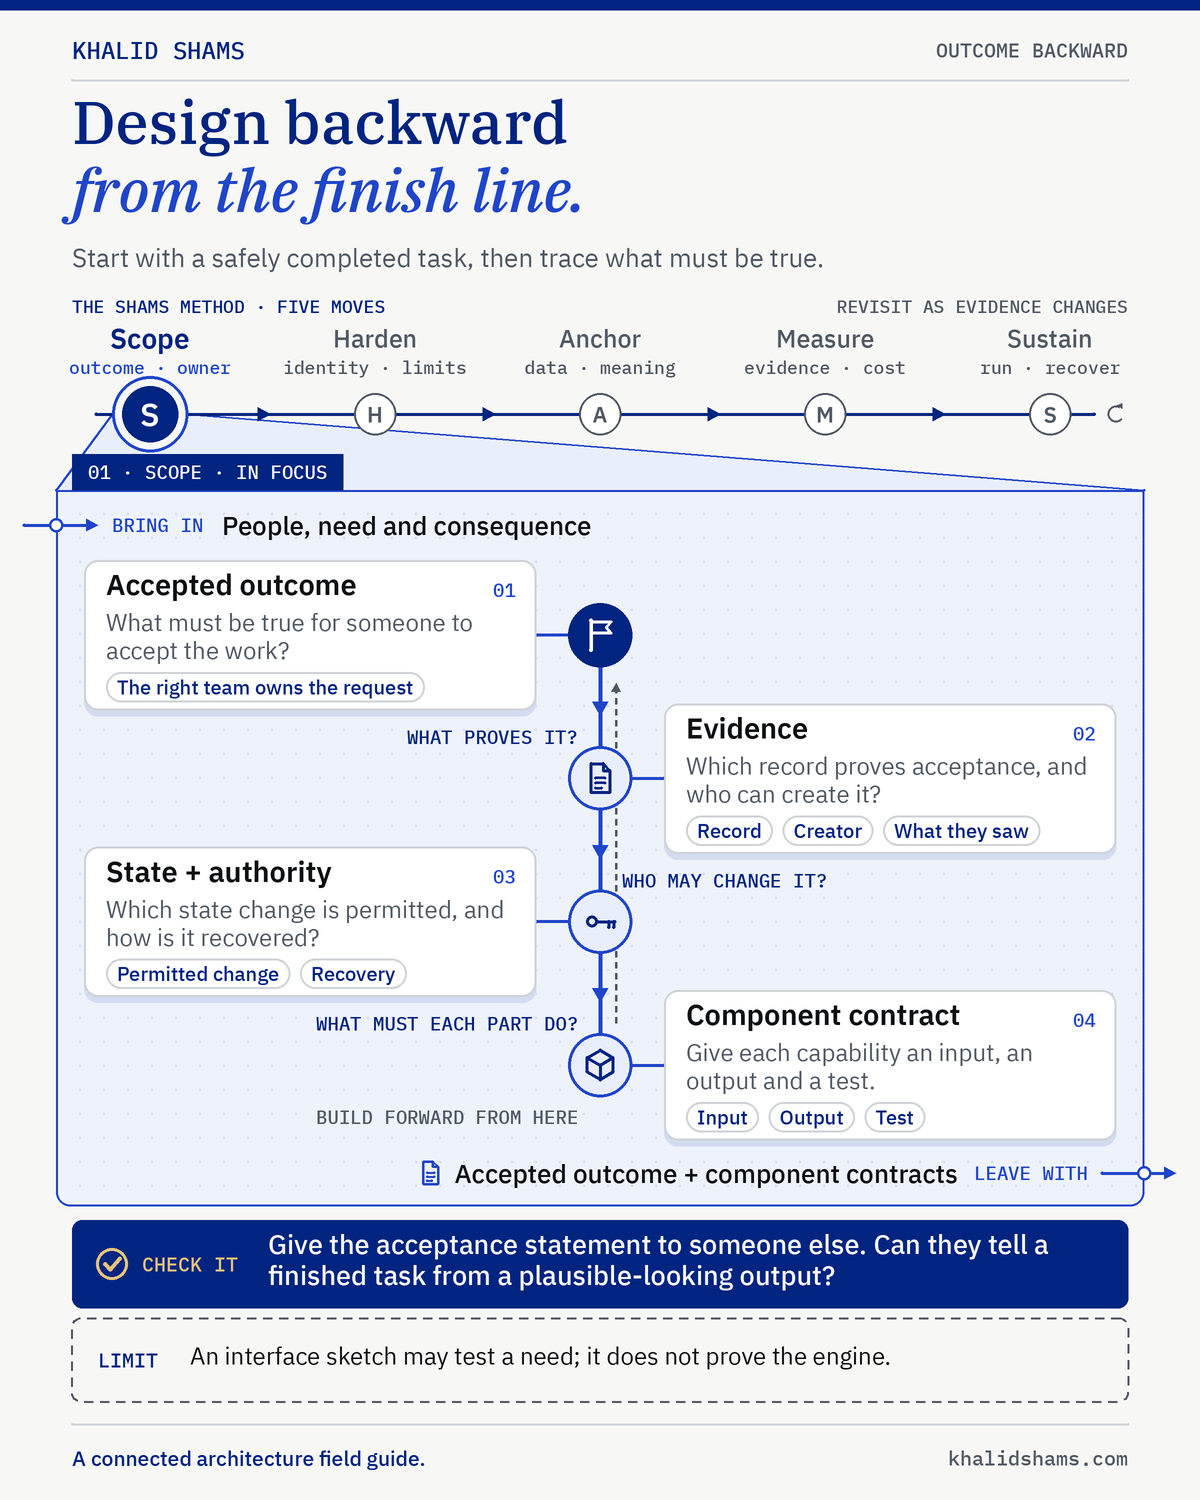 KHALID SHAMS
OUTCOME BACKWARD
Design backward
from the finish line.
Start with a safely completed task, then trace what must be true.
THE SHAMS METHOD · FIVE MOVES
REVISIT AS EVIDENCE CHANGES
Scope
outcome · owner
Harden
identity · limits
Anchor
data · meaning
Measure
evidence · cost
Sustain
run · recover
S
H
A
M
S
01 · SCOPE · IN FOCUS
BRING IN People, need and consequence
Accepted outcome
01
What must be true for someone to
accept the work?
The right team owns the request
WHAT PROVES IT?
Evidence
02
Which record proves acceptance, and
who can create it?
Record Creator What they saw
WHO MAY CHANGE IT?
State + authority
03
Which state change is permitted, and
how is it recovered?
Permitted change Recovery
WHAT MUST EACH PART DO?
Component contract
04
Give each capability an input, an
output and a test.
Input Output Test
BUILD FORWARD FROM HERE
Accepted outcome + component contracts LEAVE WITH
CHECK IT
Give the acceptance statement to someone else. Can they tell a
finished task from a plausible-looking output?
LIMIT An interface sketch may test a need; it does not prove the engine.
A connected architecture field guide.
khalidshams.com